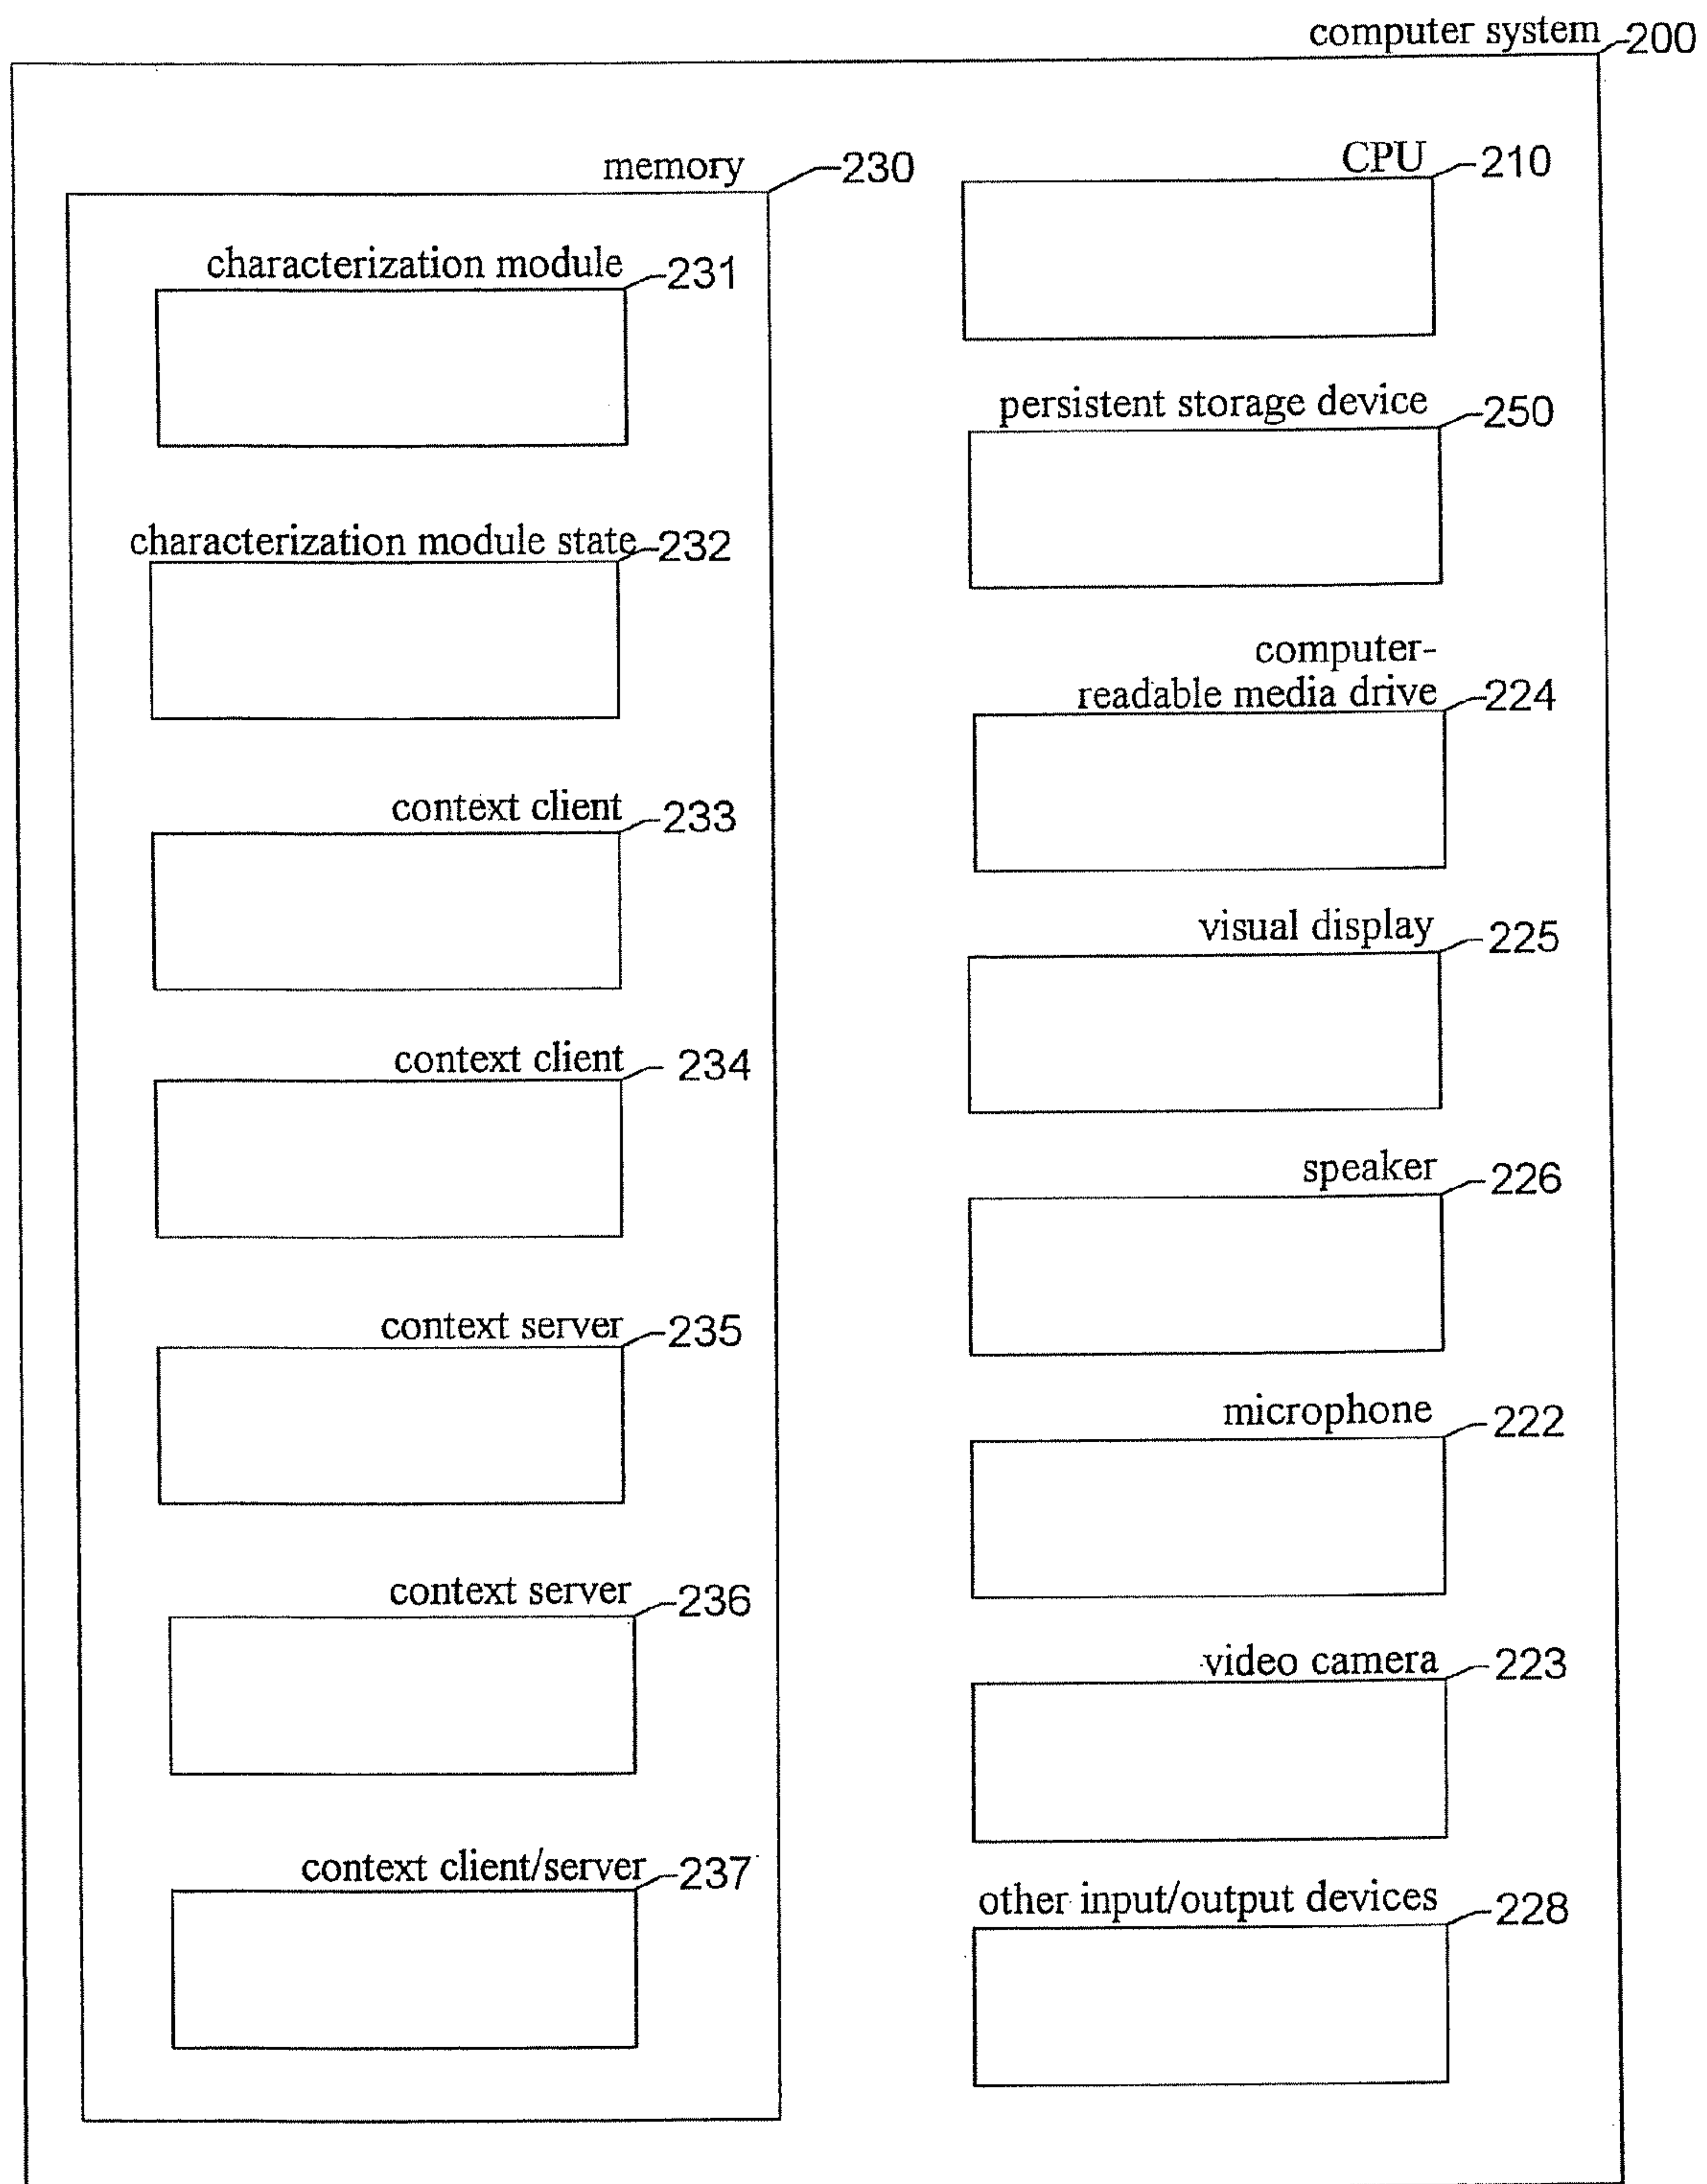 computer system 200
memory 230
characterization module 231
characterization module state 232
context client 233
context client 234
context server 235
context server 236
context client/server 237
CPU 210
persistent storage device 250
computer-
readable media drive 224
visual display 225
speaker 226
microphone 222
video camera 223
other input/output devices 228